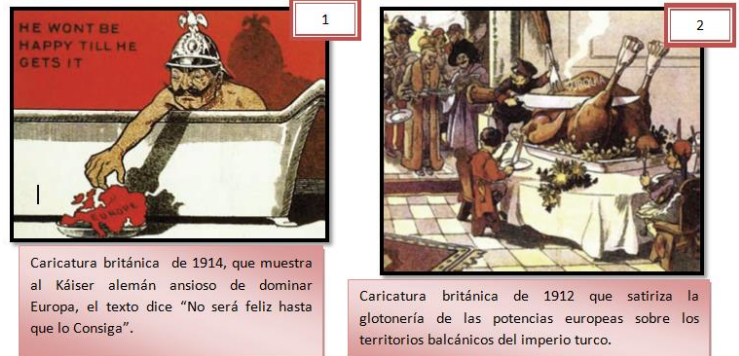 1
HE WONT BE
HAPPY TILL HE
GETS IT
EUROPE
Caricatura británica de 1914, que muestra
al Káiser alemán ansioso de dominar
Europa, el texto dice “No será feliz hasta
que lo Consiga”.
2
Caricatura británica de 1912 que satiriza la
glotonería de las potencias europeas sobre los
territorios balcánicos del imperio turco.